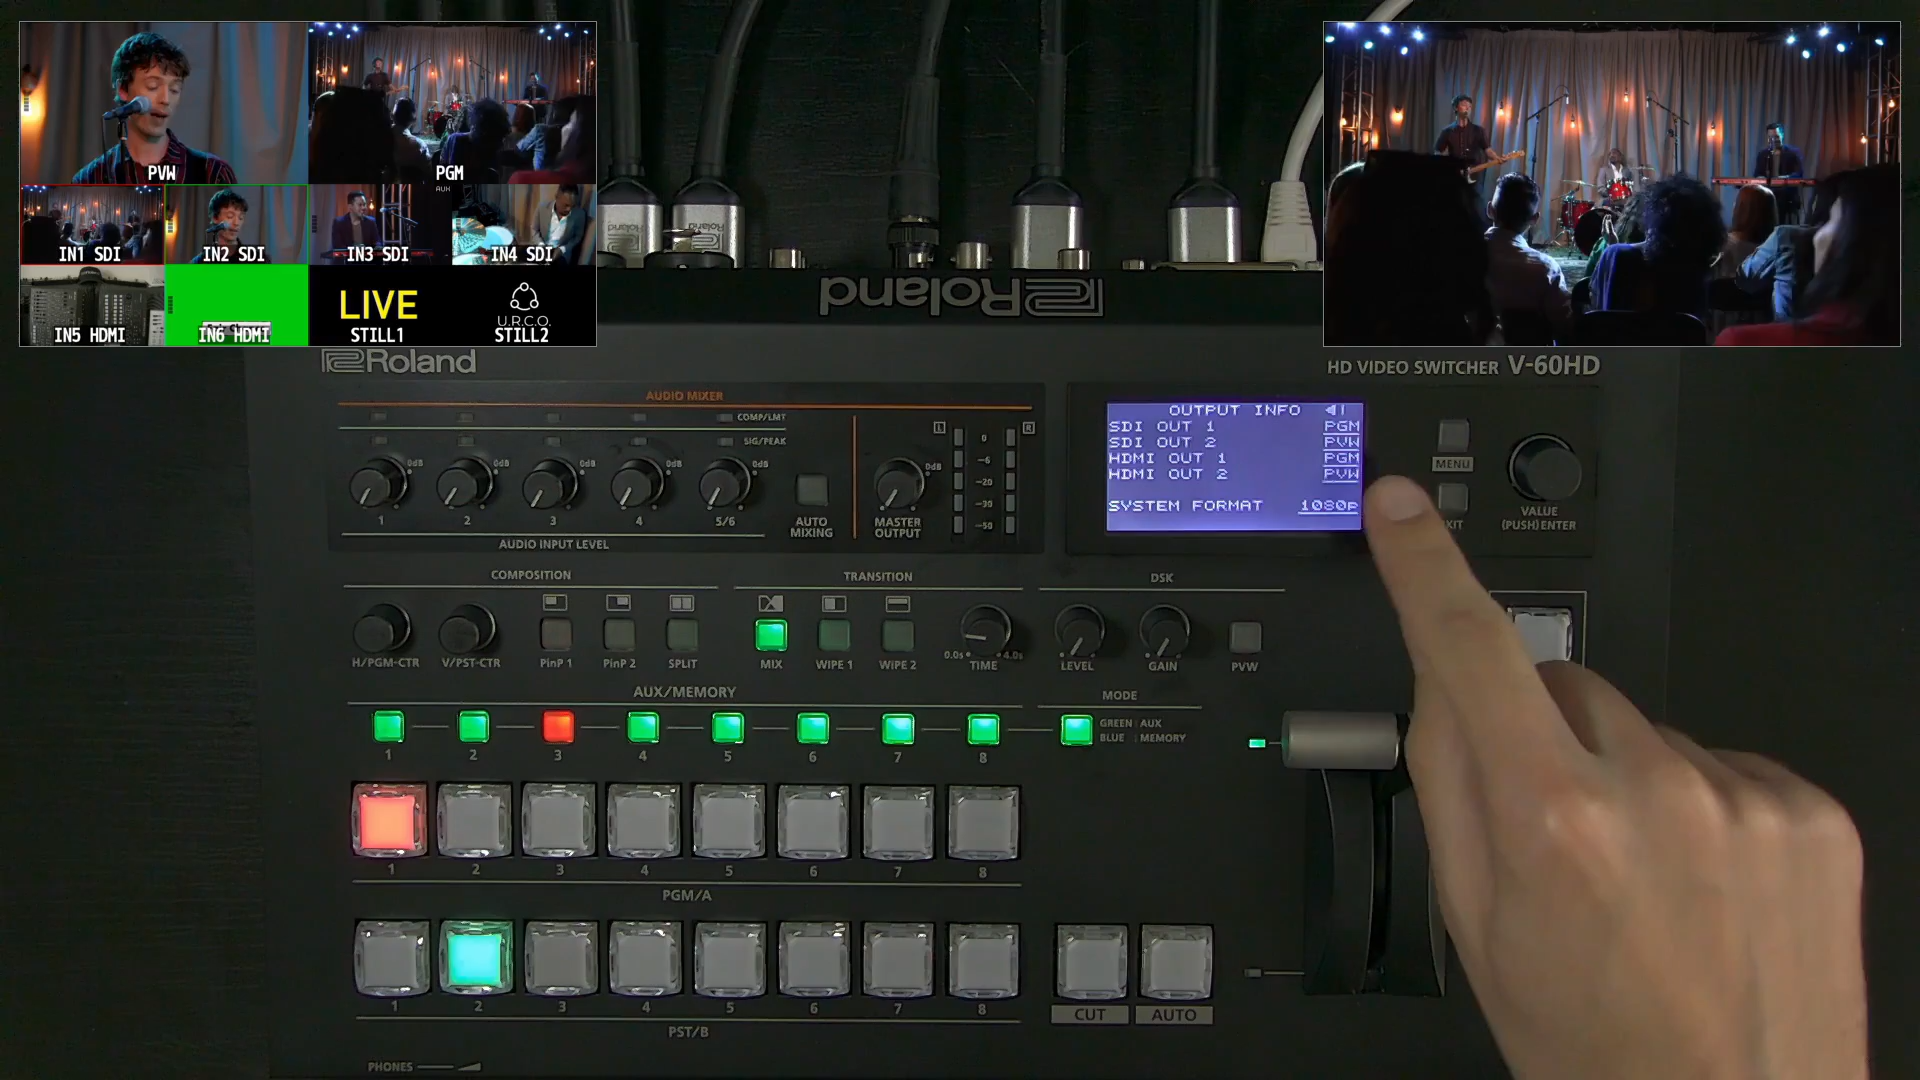 PVW
PGM
AUX
IN1 SDI
IN2 SDI
IN3 SDI
IN4 SDI
IN5 HDMI
IN6 HDMI
LIVE
STILL1
U.R.C.O.
STILL2
Roland
Roland
HD VIDEO SWITCHER V-60HD
AUDIO MIXER
COMP/LMT
SIG/PEAK
0dB
0dB
0dB
0dB
0dB
0dB
1
2
3
4
5/6
AUTO
MIXING
MASTER
OUTPUT
AUDIO INPUT LEVEL
L
R
0
-6
-20
-30
-50
OUTPUT INFO
SDI OUT 1 PGM
SDI OUT 2 PVW
HDMI OUT 1 PGM
HDMI OUT 2 PVW
SYSTEM FORMAT 1080p
MENU
VALUE
(PUSH)ENTER
COMPOSITION
TRANSITION
DSK
H/PGM-CTR
V/PST-CTR
PinP 1
PinP 2
SPLIT
MIX
WIPE 1
WIPE 2
0.0s
4.0s
TIME
LEVEL
GAIN
PVW
AUX/MEMORY
MODE
GREEN : AUX
BLUE : MEMORY
1
2
3
4
5
6
7
8
1
2
3
4
5
6
7
8
PGM/A
1
2
3
4
5
6
7
8
PST/B
CUT
AUTO
PHONES